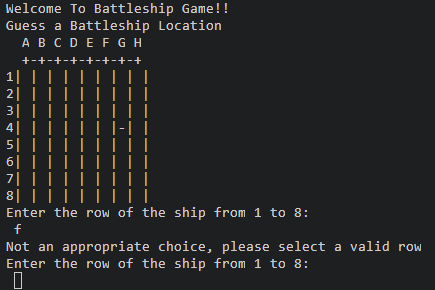 Welcome To Battleship Game!!
Guess a Battleship Location
  A B C D E F G H
  +-+-+-+-+-+-+-+
1| | | | | | | | |
2| | | | | | | | |
3| | | | | | | | |
4| | | | | | |-| |
5| | | | | | | | |
6| | | | | | | | |
7| | | | | | | | |
8| | | | | | | | |
Enter the row of the ship from 1 to 8:
 f
Not an appropriate choice, please select a valid row
Enter the row of the ship from 1 to 8: